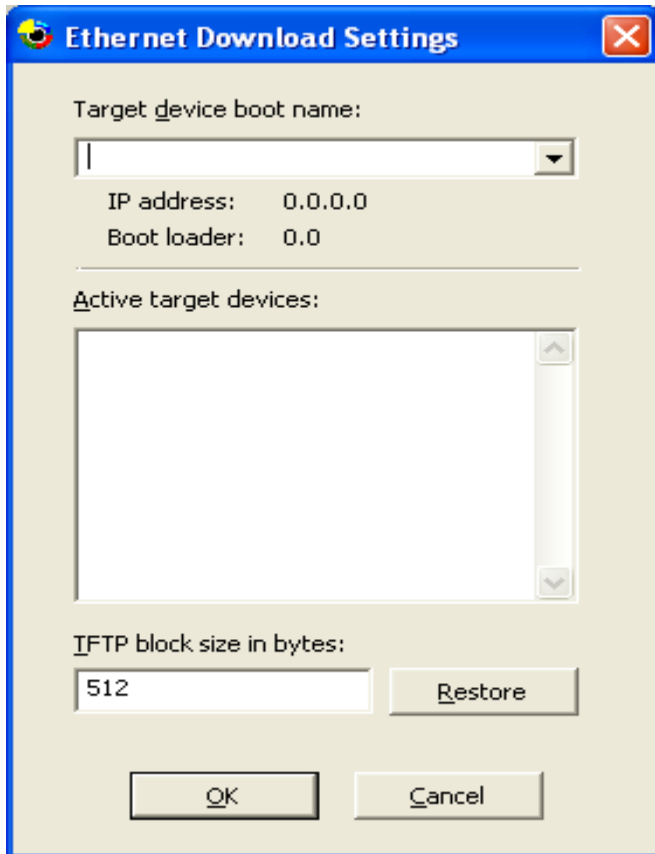 Ethernet Download Settings
Target device boot name:
IP address: 0.0.0.0
Boot loader: 0.0
Active target devices:
TFTP block size in bytes:
512 Restore
OK Cancel